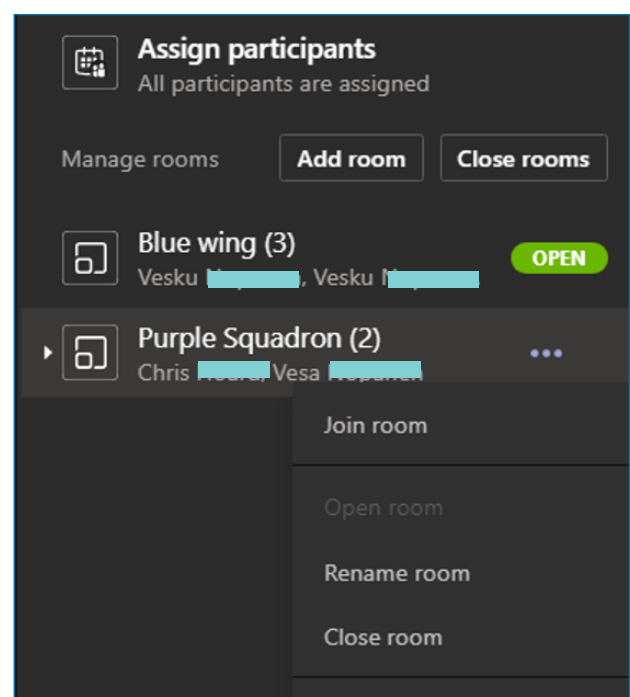 Assign participants
All participants are assigned
Manage rooms
Add room
Close rooms
Blue wing (3)
Vesku , Vesku
OPEN
Purple Squadron (2)
Chris , Vesa
Join room
Open room
Rename room
Close room